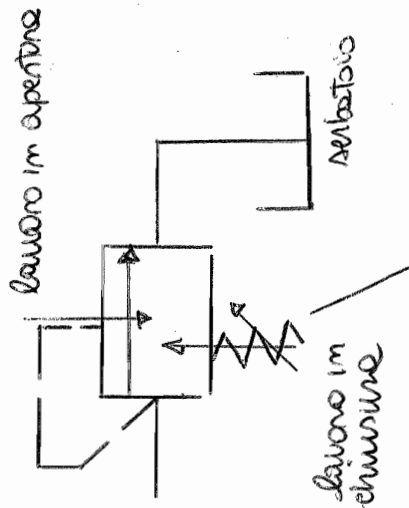 lavoro in apertura
serbatoio
lavoro in
chiusura